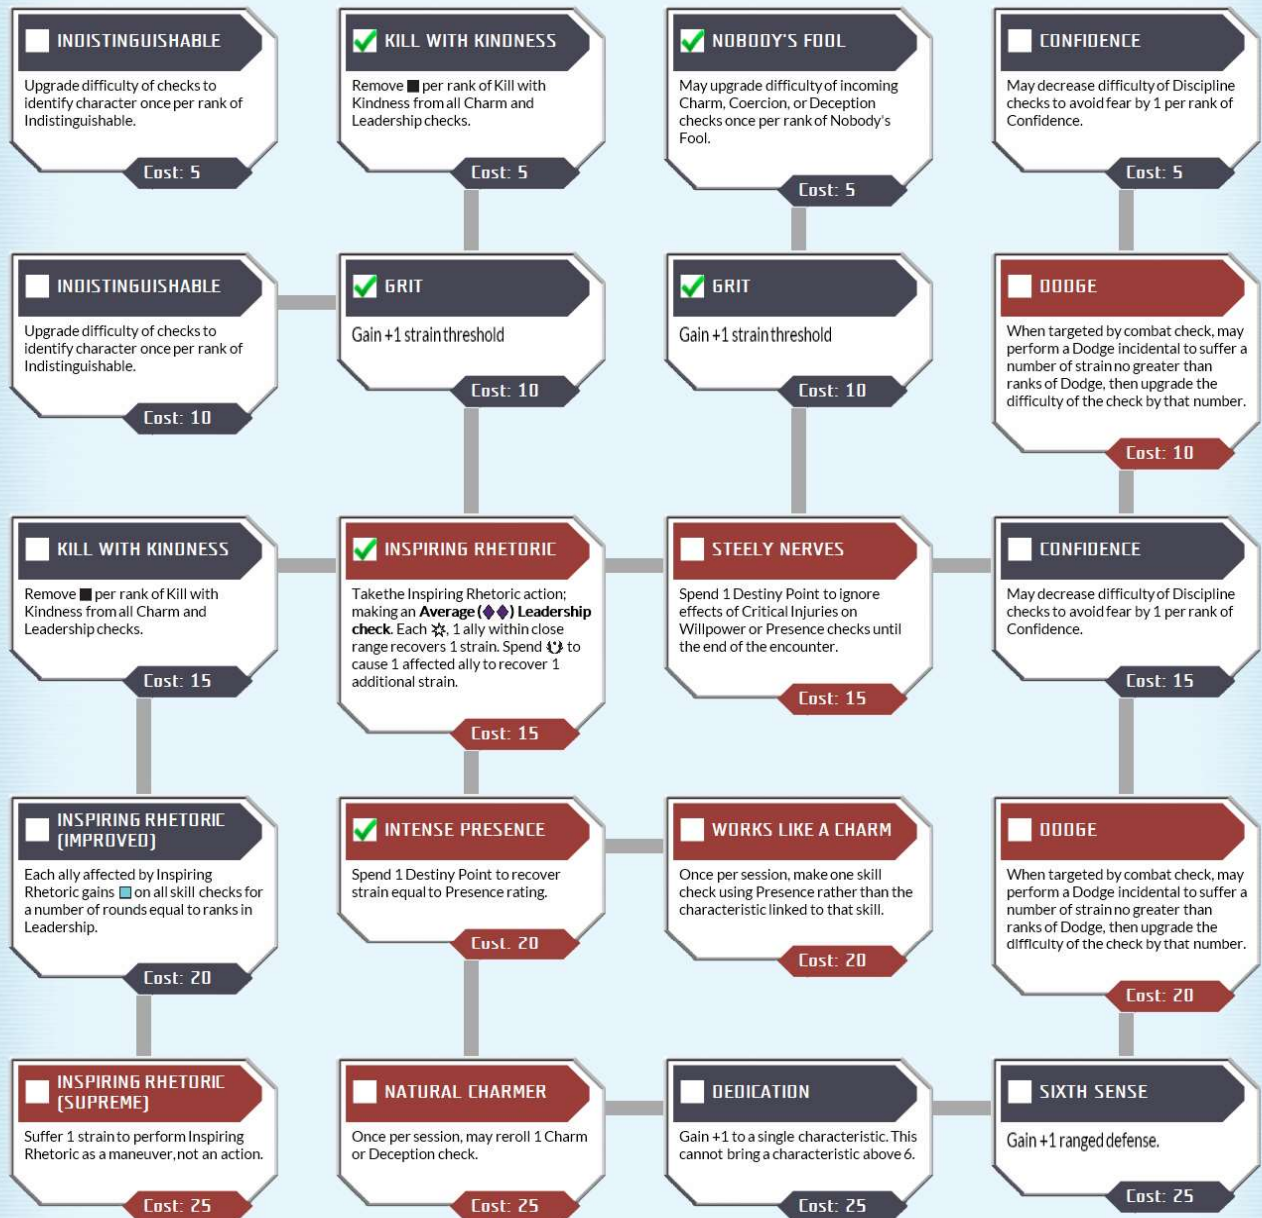 INDISTINGUISHABLE
Upgrade difficulty of checks to
identify character once per rank of
Indistinguishable.
Cost: 5
KILL WITH KINDNESS
Remove ■ per rank of Kill with
Kindness from all Charm and
Leadership checks.
Cost: 5
NOBODY'S FOOL
May upgrade difficulty of incoming
Charm, Coercion, or Deception
checks once per rank of Nobody's
Fool.
Cost: 5
CONFIDENCE
May decrease difficulty of Discipline
checks to avoid fear by 1 per rank of
Confidence.
Cost: 5
INDISTINGUISHABLE
Upgrade difficulty of checks to
identify character once per rank of
Indistinguishable.
Cost: 10
GRIT
Gain +1 strain threshold
Cost: 10
GRIT
Gain +1 strain threshold
Cost: 10
DODGE
When targeted by combat check, may
perform a Dodge incidental to suffer a
number of strain no greater than
ranks of Dodge, then upgrade the
difficulty of the check by that number.
Cost: 10
KILL WITH KINDNESS
Remove ■ per rank of Kill with
Kindness from all Charm and
Leadership checks.
Cost: 15
INSPIRING RHETORIC
Takethe Inspiring Rhetoric action;
making an Average (♦♦) Leadership
check. Each , 1 ally within close
range recovers 1 strain. Spend to
cause 1 affected ally to recover 1
additional strain.
Cost: 15
STEELY NERVES
Spend 1 Destiny Point to ignore
effects of Critical Injuries on
Willpower or Presence checks until
the end of the encounter.
Cost: 15
CONFIDENCE
May decrease difficulty of Discipline
checks to avoid fear by 1 per rank of
Confidence.
Cost: 15
INSPIRING RHETORIC
(IMPROVED)
Each ally affected by Inspiring
Rhetoric gains on all skill checks for
a number of rounds equal to ranks in
Leadership.
Cost: 20
INTENSE PRESENCE
Spend 1 Destiny Point to recover
strain equal to Presence rating.
Cost: 20
WORKS LIKE A CHARM
Once per session, make one skill
check using Presence rather than the
characteristic linked to that skill.
Cost: 20
DODGE
When targeted by combat check, may
perform a Dodge incidental to suffer a
number of strain no greater than
ranks of Dodge, then upgrade the
difficulty of the check by that number.
Cost: 20
INSPIRING RHETORIC
(SUPREME)
Suffer 1 strain to perform Inspiring
Rhetoric as a maneuver, not an action.
Cost: 25
NATURAL CHARMER
Once per session, may reroll 1 Charm
or Deception check.
Cost: 25
DEDICATION
Gain +1 to a single characteristic. This
cannot bring a characteristic above 6.
Cost: 25
SIXTH SENSE
Gain +1 ranged defense.
Cost: 25